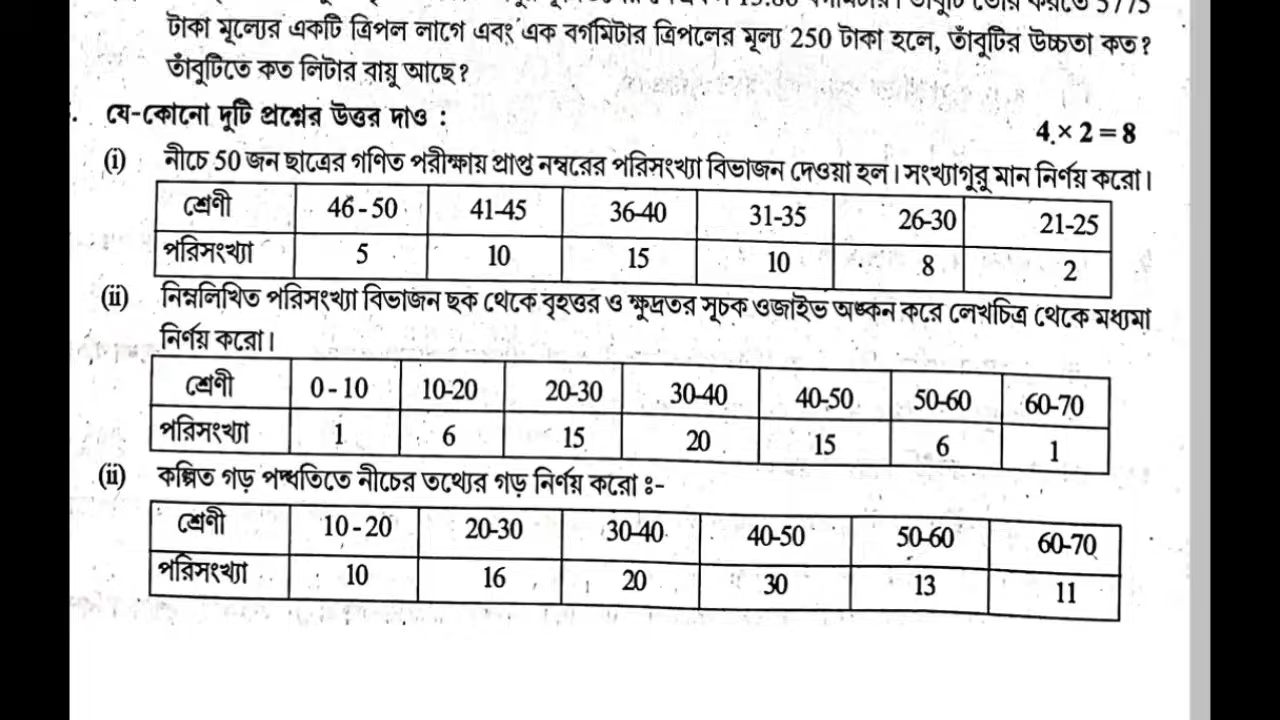 তাঁবুটি তৈরি করতে 5775
টাকা মূল্যের একটি ত্রিপল লাগে এবং এক বর্গমিটার ত্রিপলের মূল্য 250 টাকা হলে, তাঁবুটির উচ্চতা কত?
তাঁবুটিতে কত লিটার বায়ু আছে?
যে-কোনো দুটি প্রশ্নের উত্তর দাও :
4 × 2 = 8
(i) নীচে 50 জন ছাত্রের গণিত পরীক্ষায় প্রাপ্ত নম্বরের পরিসংখ্যা বিভাজন দেওয়া হল। সংখ্যাগুরু মান নির্ণয় করো।
শ্রেণী 46 - 50 41-45 36-40 31-35 26-30 21-25
পরিসংখ্যা 5 10 15 10 8 2
(ii) নিম্নলিখিত পরিসংখ্যা বিভাজন ছক থেকে বৃহত্তর ও ক্ষুদ্রতর সূচক ওজাইভ অঙ্কন করে লেখচিত্র থেকে মধ্যমা
নির্ণয় করো।
শ্রেণী 0 - 10 10-20 20-30 30-40 40-50 50-60 60-70
পরিসংখ্যা 1 6 15 20 15 6 1
(ii) কল্পিত গড় পদ্ধতিতে নীচের তথ্যের গড় নির্ণয় করো ঃ-
শ্রেণী 10 - 20 20-30 30-40 40-50 50-60 60-70
পরিসংখ্যা 10 16 20 30 13 11